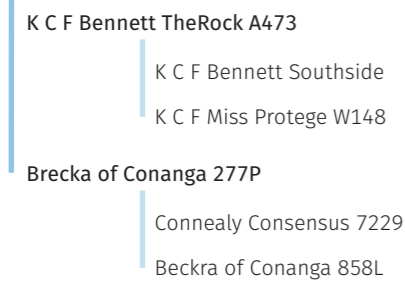 K C F Bennett TheRock A473
K C F Bennett Southside
K C F Miss Protege W148
Brecka of Conanga 277P
Connealy Consensus 7229
Beckra of Conanga 858L